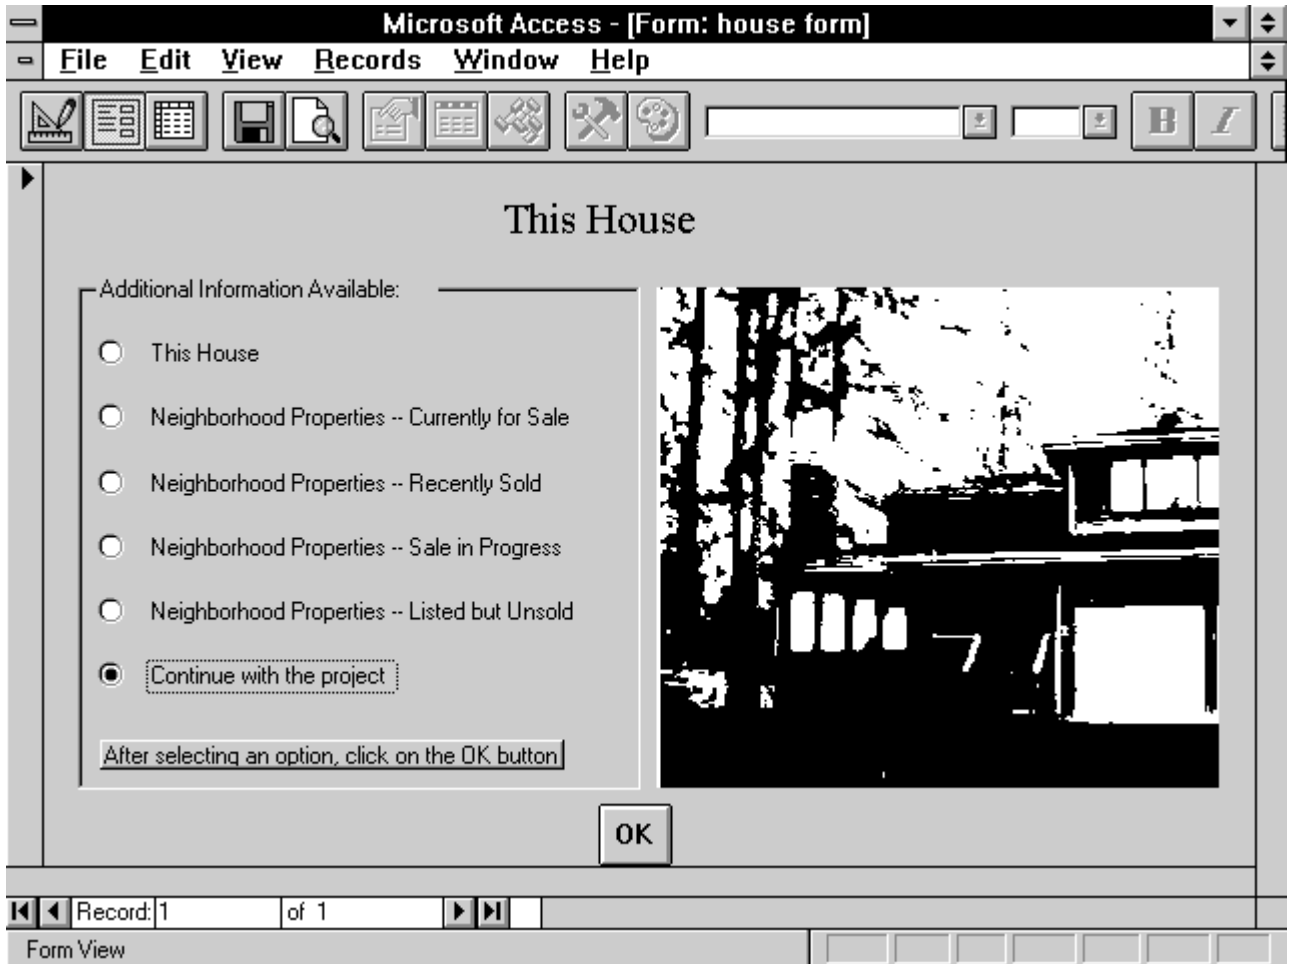 Microsoft Access - [Form: house form]
File Edit View Records Window Help
B I
This House
Additional Information Available:
This House
Neighborhood Properties -- Currently for Sale
Neighborhood Properties -- Recently Sold
Neighborhood Properties -- Sale in Progress
Neighborhood Properties -- Listed but Unsold
Continue with the project
After selecting an option, click on the OK button
OK
Record: 1 of 1
Form View